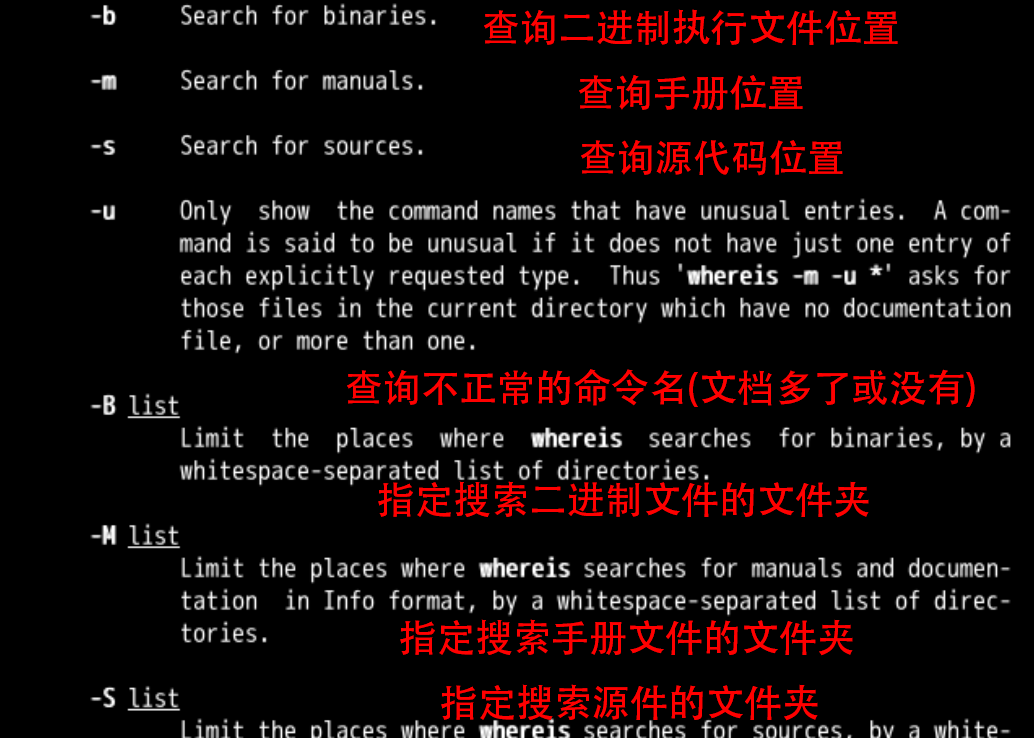 -b Search for binaries. 查询二进制执行文件位置
-m Search for manuals. 查询手册位置
-s Search for sources. 查询源代码位置
-u Only show the command names that have unusual entries. A com-
mand is said to be unusual if it does not have just one entry of
each explicitly requested type. Thus 'whereis -m -u *' asks for
those files in the current directory which have no documentation
file, or more than one.
查询不正常的命令名(文档多了或没有)
-B list
Limit the places where whereis searches for binaries, by a
whitespace-separated list of directories.
指定搜索二进制文件的文件夹
-M list
Limit the places where whereis searches for manuals and documen-
tation in Info format, by a whitespace-separated list of direc-
tories. 指定搜索手册文件的文件夹
-S list 指定搜索源件的文件夹
Limit the places where whereis searches for sources, by a white-